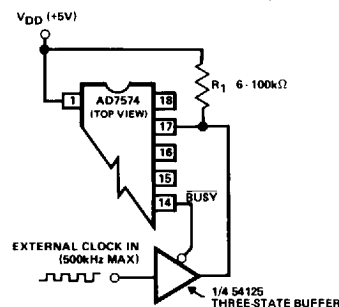 V_DD (+5V)
R₁ 6-100kΩ
1
AD7574
(TOP VIEW)
18
17
16
15
14
BUSY
EXTERNAL CLOCK IN
(500kHz MAX)
1/4 54125
THREE-STATE BUFFER